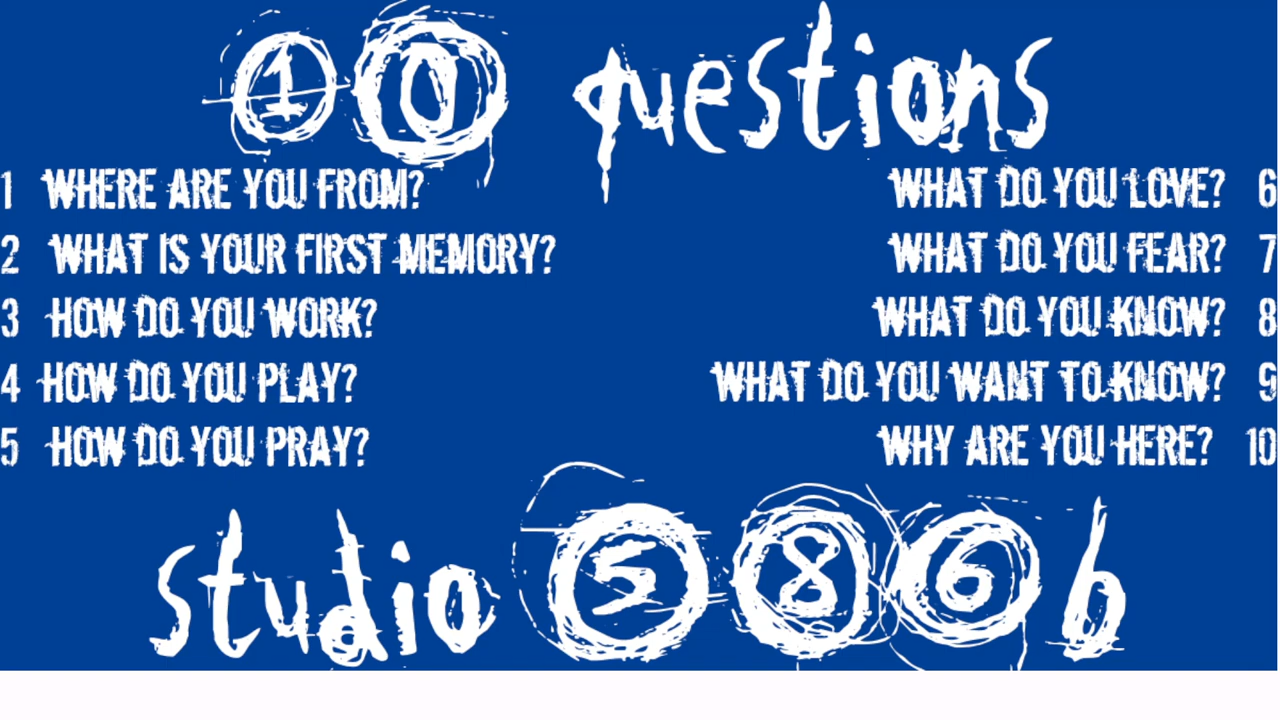 10 questions
1 WHERE ARE YOU FROM?
2 WHAT IS YOUR FIRST MEMORY?
3 HOW DO YOU WORK?
4 HOW DO YOU PLAY?
5 HOW DO YOU PRAY?
WHAT DO YOU LOVE? 6
WHAT DO YOU FEAR? 7
WHAT DO YOU KNOW? 8
WHAT DO YOU WANT TO KNOW? 9
WHY ARE YOU HERE? 10
studio 586b